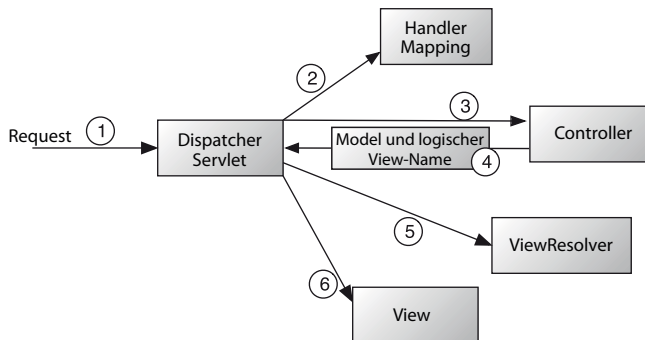 Handler
Mapping
2
1
3
Request
Dispatcher
Servlet
Model und logischer
View-Name
4
Controller
5
ViewResolver
6
View